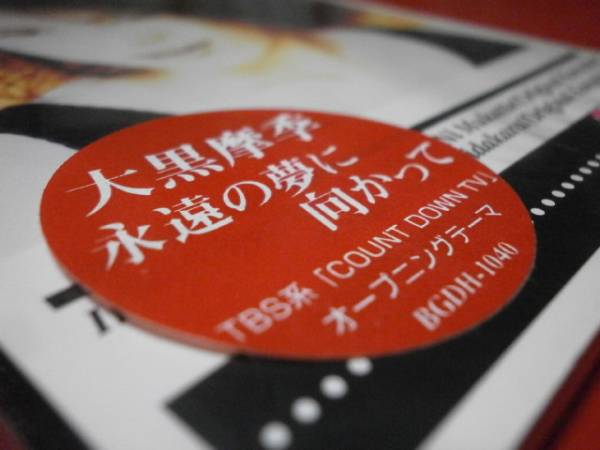 大黒摩季
永遠の夢に
向かって
TBS系「COUNT DOWN TV」
オープニングテーマ
BGDH-1040